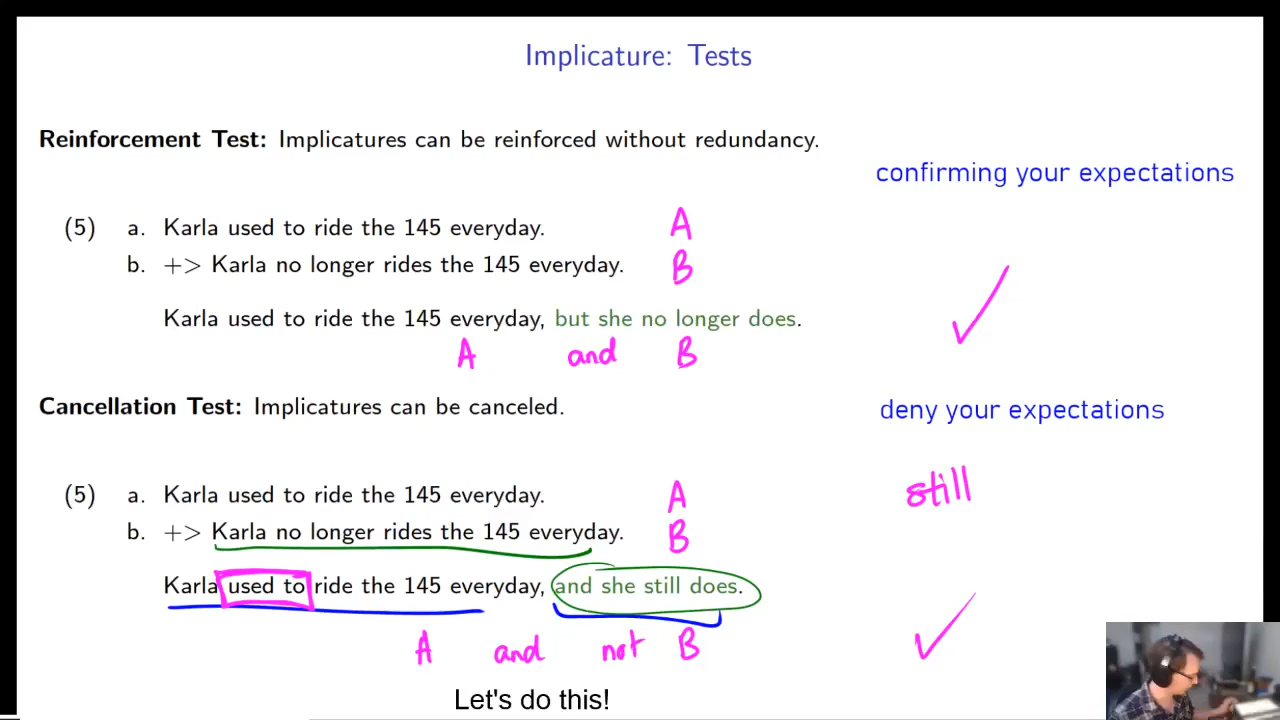 Implicature: Tests
Reinforcement Test: Implicatures can be reinforced without redundancy.
confirming your expectations
(5) a. Karla used to ride the 145 everyday. A
b. +> Karla no longer rides the 145 everyday. B
Karla used to ride the 145 everyday, but she no longer does.
A and B
Cancellation Test: Implicatures can be canceled.
deny your expectations
(5) a. Karla used to ride the 145 everyday. A
still
b. +> Karla no longer rides the 145 everyday. B
Karla used to ride the 145 everyday, and she still does.
A and not B
Let's do this!